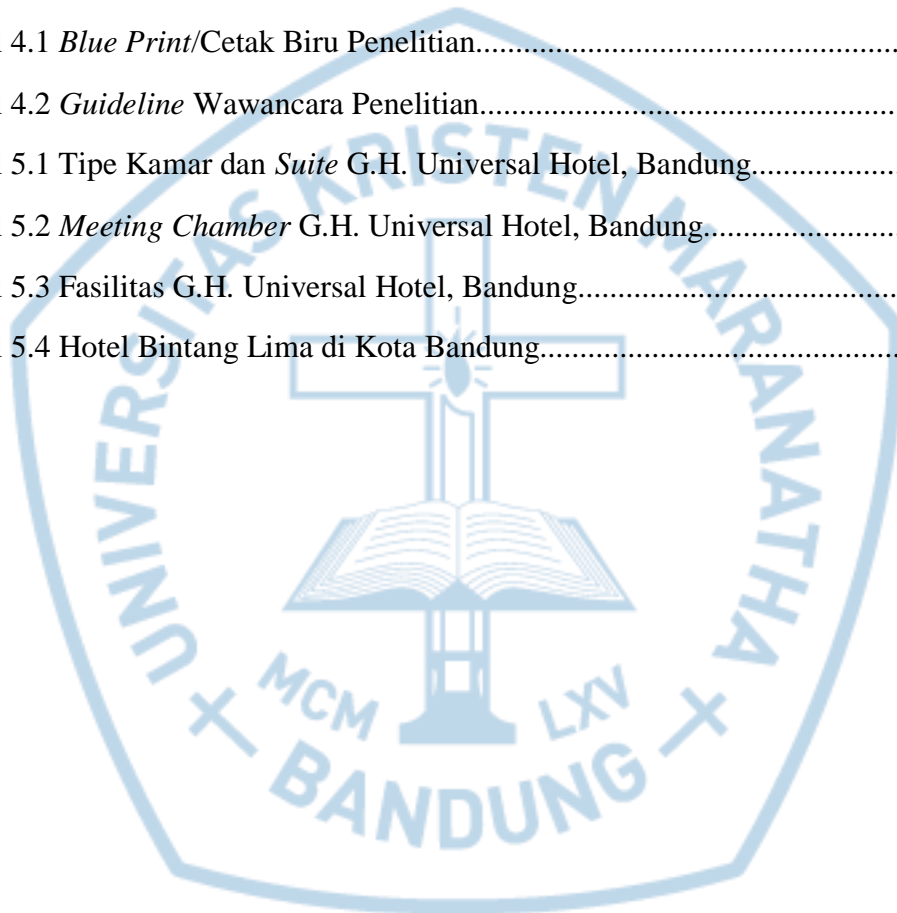 4.1 Blue Print/Cetak Biru Penelitian...................................................
4.2 Guideline Wawancara Penelitian...................................................
5.1 Tipe Kamar dan Suite G.H. Universal Hotel, Bandung....................
5.2 Meeting Chamber G.H. Universal Hotel, Bandung..........................
5.3 Fasilitas G.H. Universal Hotel, Bandung.........................................
5.4 Hotel Bintang Lima di Kota Bandung.............................................
UNIVERSITAS KRISTEN MARANATHA
MCM LXV
BANDUNG